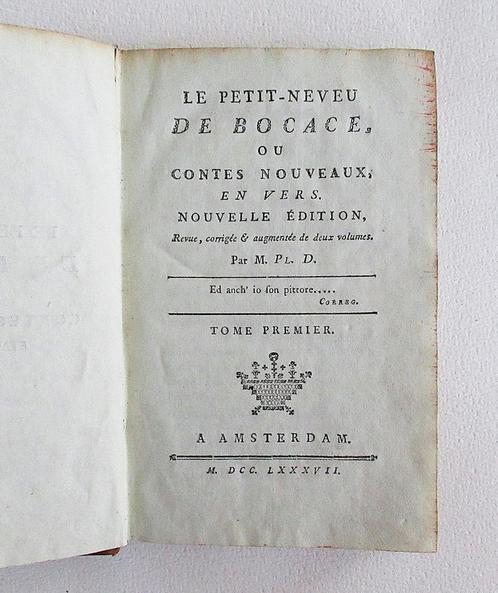 LE PETIT-NEVEU
DE BOCACE,
OU
CONTES NOUVEAUX,
EN VERS.
NOUVELLE ÉDITION,
Revue, corrigée & augmentée de deux volumes.
Par M. PL. D.
Ed anch' io ſon pittore.....
CORREG.
TOME PREMIER.
A AMSTERDAM.
M. DCC. LXXXVII.